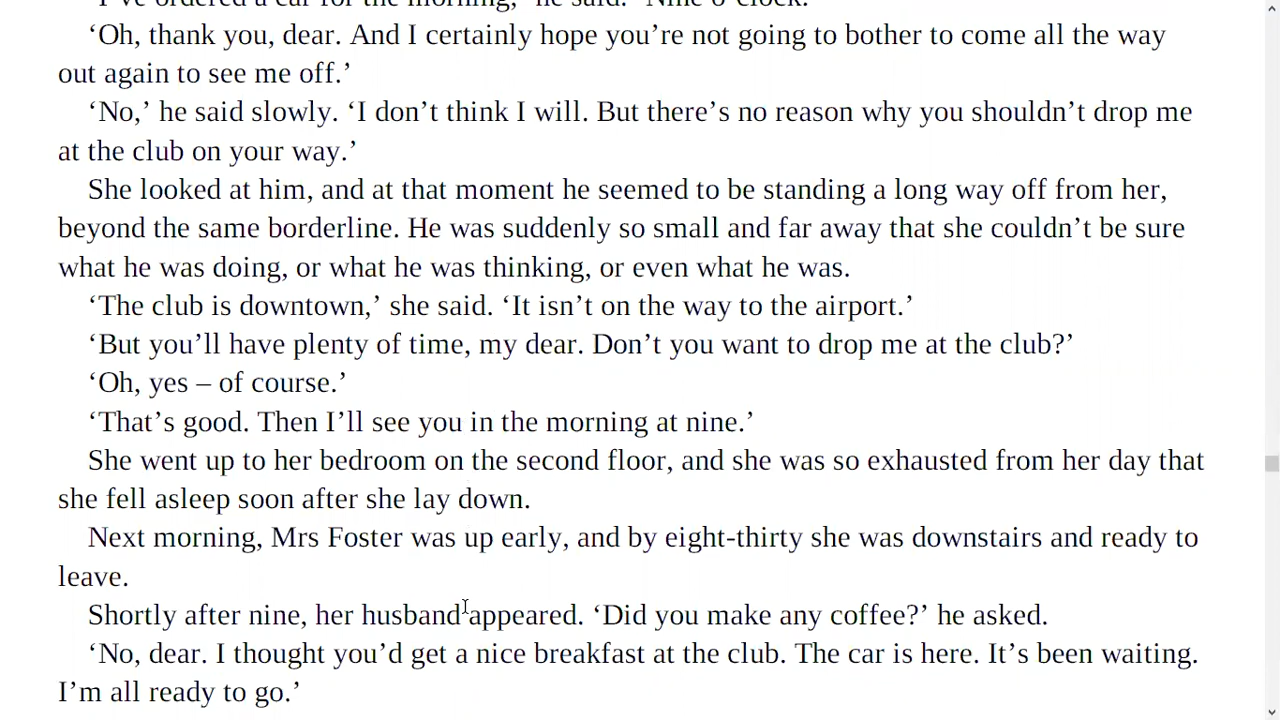 ‘I’ve ordered a car for the morning,’ he said. ‘Nine o’clock.’
‘Oh, thank you, dear. And I certainly hope you’re not going to bother to come all the way
out again to see me off.’
‘No,’ he said slowly. ‘I don’t think I will. But there’s no reason why you shouldn’t drop me
at the club on your way.’
She looked at him, and at that moment he seemed to be standing a long way off from her,
beyond the same borderline. He was suddenly so small and far away that she couldn’t be sure
what he was doing, or what he was thinking, or even what he was.
‘The club is downtown,’ she said. ‘It isn’t on the way to the airport.’
‘But you’ll have plenty of time, my dear. Don’t you want to drop me at the club?’
‘Oh, yes – of course.’
‘That’s good. Then I’ll see you in the morning at nine.’
She went up to her bedroom on the second floor, and she was so exhausted from her day that
she fell asleep soon after she lay down.
Next morning, Mrs Foster was up early, and by eight-thirty she was downstairs and ready to
leave.
Shortly after nine, her husband appeared. ‘Did you make any coffee?’ he asked.
‘No, dear. I thought you’d get a nice breakfast at the club. The car is here. It’s been waiting.
I’m all ready to go.’